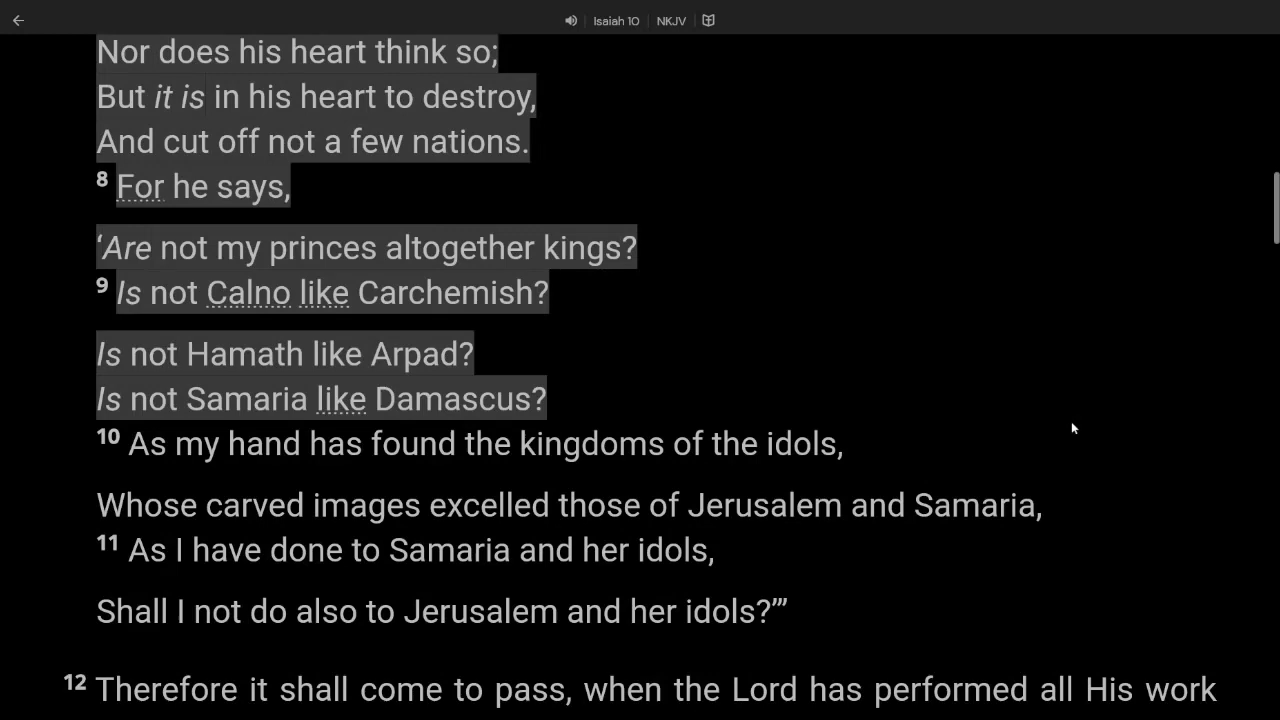 Isaiah 10 NKJV
Nor does his heart think so;
But it is in his heart to destroy,
And cut off not a few nations.
8 For he says,
‘Are not my princes altogether kings?
9 Is not Calno like Carchemish?
Is not Hamath like Arpad?
Is not Samaria like Damascus?
10 As my hand has found the kingdoms of the idols,
Whose carved images excelled those of Jerusalem and Samaria,
11 As I have done to Samaria and her idols,
Shall I not do also to Jerusalem and her idols?’”
12 Therefore it shall come to pass, when the Lord has performed all His work